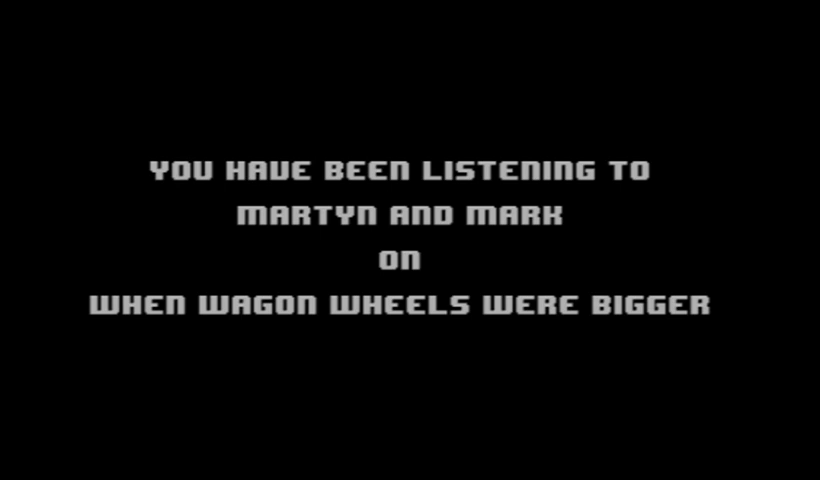 YOU HAVE BEEN LISTENING TO
MARTYN AND MARK
ON
WHEN WAGON WHEELS WERE BIGGER